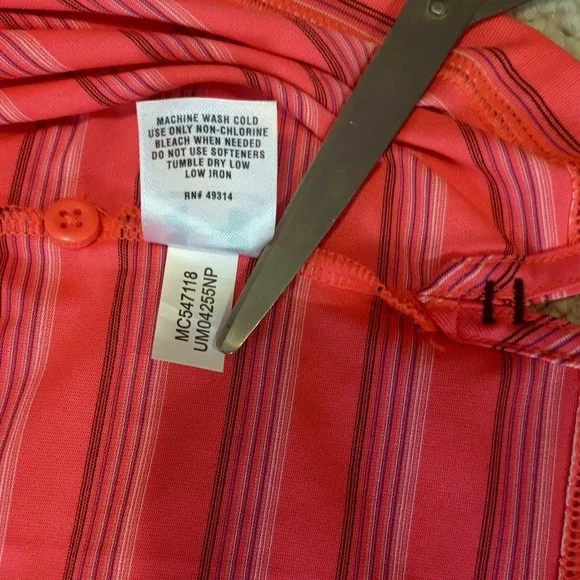 MACHINE WASH COLD
USE ONLY NON-CHLORINE
BLEACH WHEN NEEDED
DO NOT USE SOFTENERS
TUMBLE DRY LOW
LOW IRON
RN# 49314
MC547118
UM04255NP